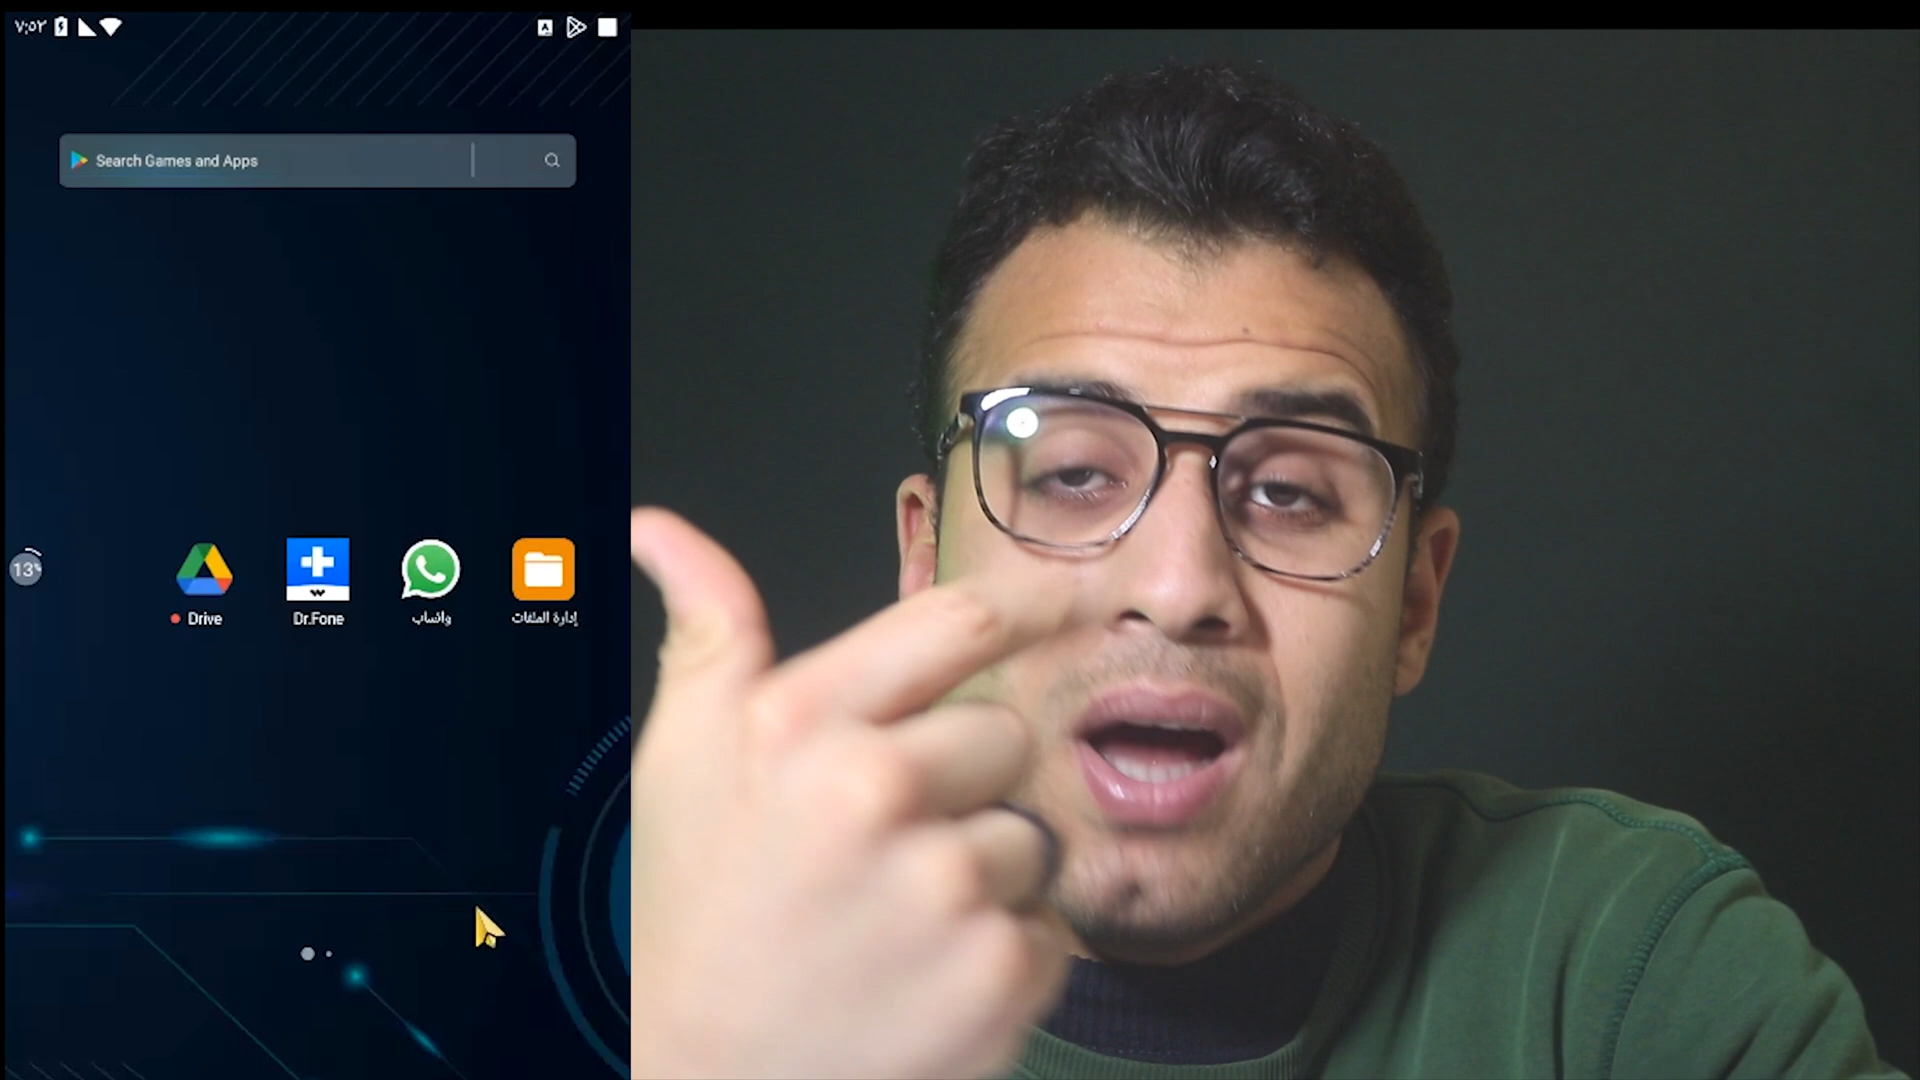 ٧:٥٢
Search Games and Apps
13%
Drive
Dr.Fone
واتساب
إدارة الملفات